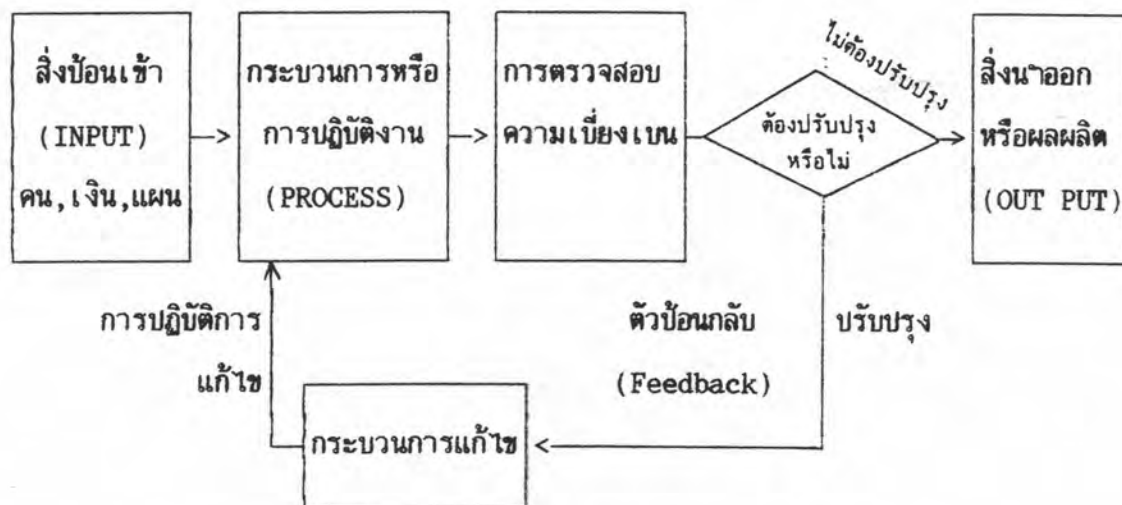 สิ่งป้อนเข้า
(INPUT)
คน,เงิน,แผน
กระบวนการหรือ
การปฏิบัติงาน
(PROCESS)
การตรวจสอบ
ความเบี่ยงเบน
ต้องปรับปรุง
หรือไม่
ไม่ต้องปรับปรุง
สิ่งนำออก
หรือผลผลิต
(OUT PUT)
การปฏิบัติการ
แก้ไข
ตัวป้อนกลับ
(Feedback)
ปรับปรุง
กระบวนการแก้ไข